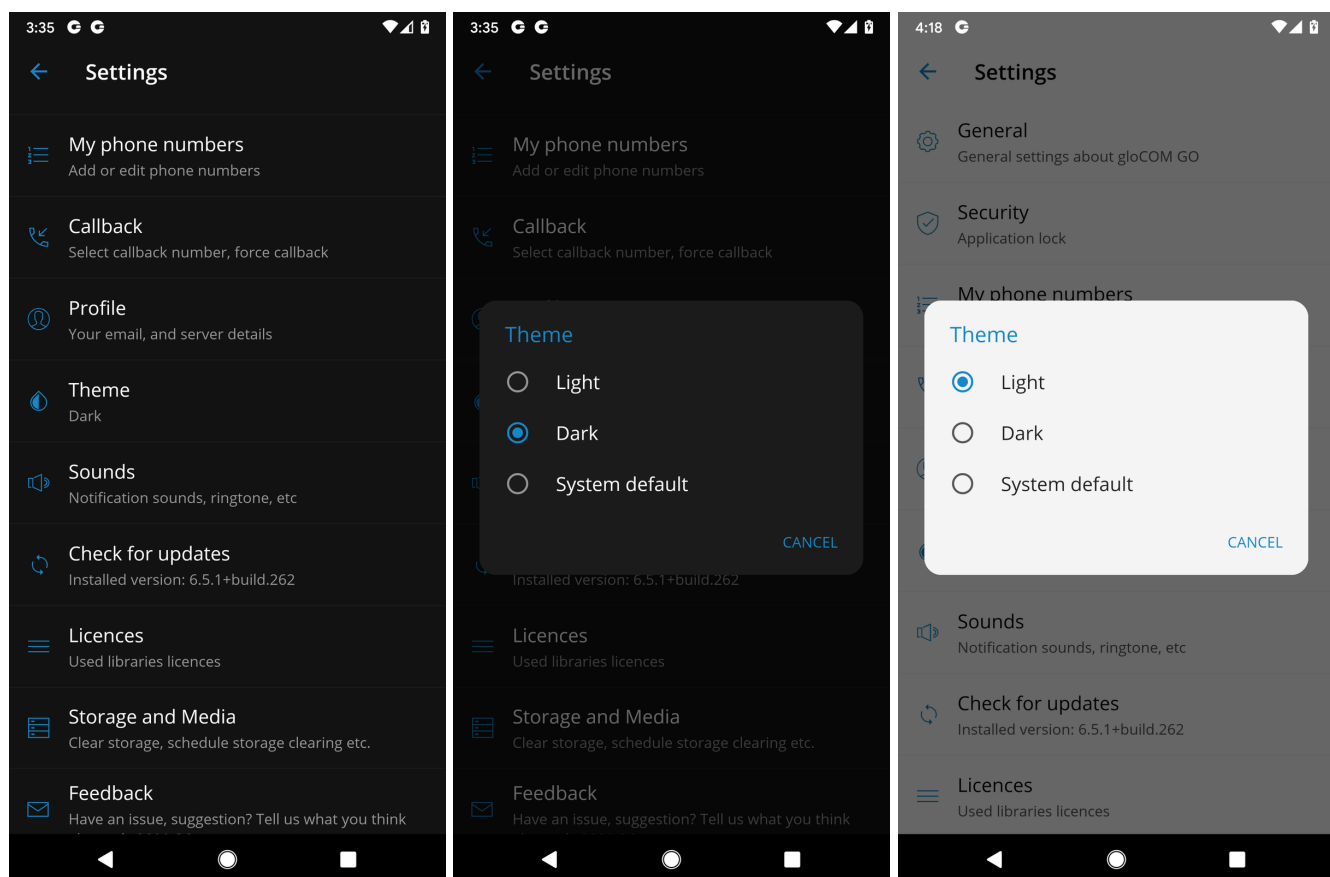 3:35
Settings
My phone numbers
Add or edit phone numbers
Callback
Select callback number, force callback
Profile
Your email, and server details
Theme
Dark
Sounds
Notification sounds, ringtone, etc
Check for updates
Installed version: 6.5.1+build.262
Licences
Used libraries licences
Storage and Media
Clear storage, schedule storage clearing etc.
Feedback
Have an issue, suggestion? Tell us what you think
3:35
Settings
My phone numbers
Add or edit phone numbers
Callback
Select callback number, force callback
Theme
Light
Dark
System default
CANCEL
Installed version: 6.5.1+build.262
Licences
Used libraries licences
Storage and Media
Clear storage, schedule storage clearing etc.
Feedback
Have an issue, suggestion? Tell us what you think
4:18
Settings
General
General settings about gloCOM GO
Security
Application lock
My phone numbers
Theme
Light
Dark
System default
CANCEL
Sounds
Notification sounds, ringtone, etc
Check for updates
Installed version: 6.5.1+build.262
Licences
Used libraries licences